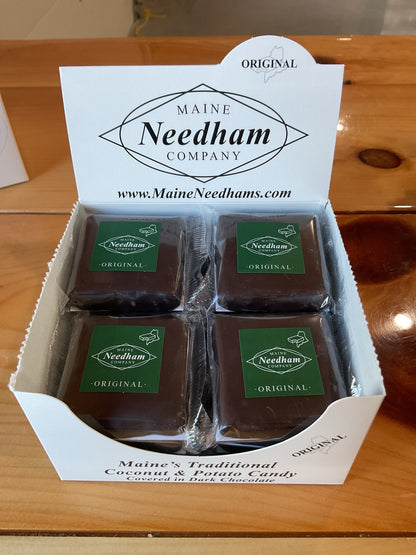 ORIGINAL
MAINE
Needham
COMPANY
www.MaineNeedhams.com
MAINE
Needham
COMPANY
· ORIGINAL ·
MAINE
Needham
COMPANY
· ORIGINAL ·
MAINE
Needham
COMPANY
· ORIGINAL ·
MAINE
Needham
COMPANY
· ORIGINAL ·
Maine's Traditional
Coconut & Potato Candy
Covered in Dark Chocolate
ORIGINAL